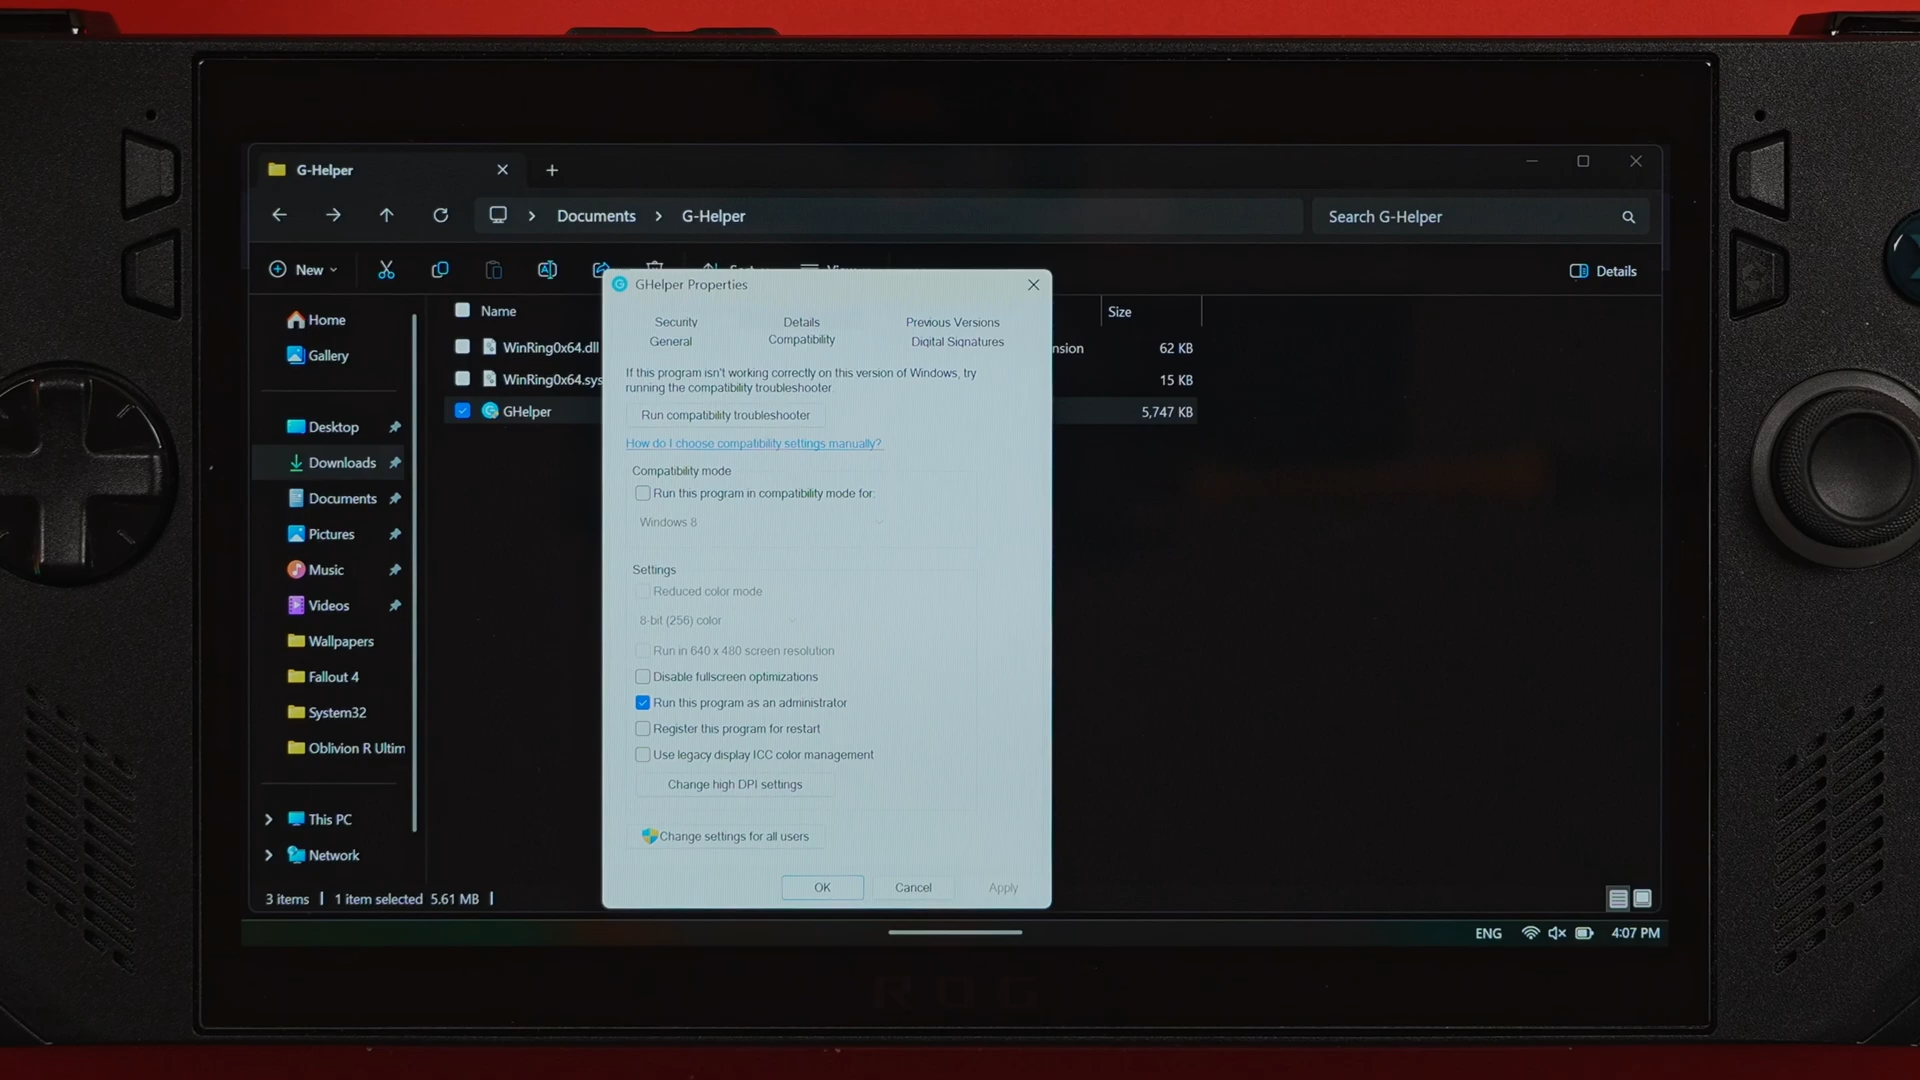 G-Helper
Documents > G-Helper
Search G-Helper
New
Details
Home
Gallery
Desktop
Downloads
Documents
Pictures
Music
Videos
Wallpapers
Fallout 4
System32
Oblivion R Ultim
This PC
Network
Name
Size
WinRing0x64.dll
nsion
62 KB
WinRing0x64.sys
15 KB
GHelper
5,747 KB
GHelper Properties
Security
Details
Previous Versions
General
Compatibility
Digital Signatures
If this program isn't working correctly on this version of Windows, try
running the compatibility troubleshooter.
Run compatibility troubleshooter
How do I choose compatibility settings manually?
Compatibility mode
Run this program in compatibility mode for:
Windows 8
Settings
Reduced color mode
8-bit (256) color
Run in 640 x 480 screen resolution
Disable fullscreen optimizations
Run this program as an administrator
Register this program for restart
Use legacy display ICC color management
Change high DPI settings
Change settings for all users
OK
Cancel
Apply
3 items | 1 item selected 5.61 MB |
ENG
4:07 PM
ROG